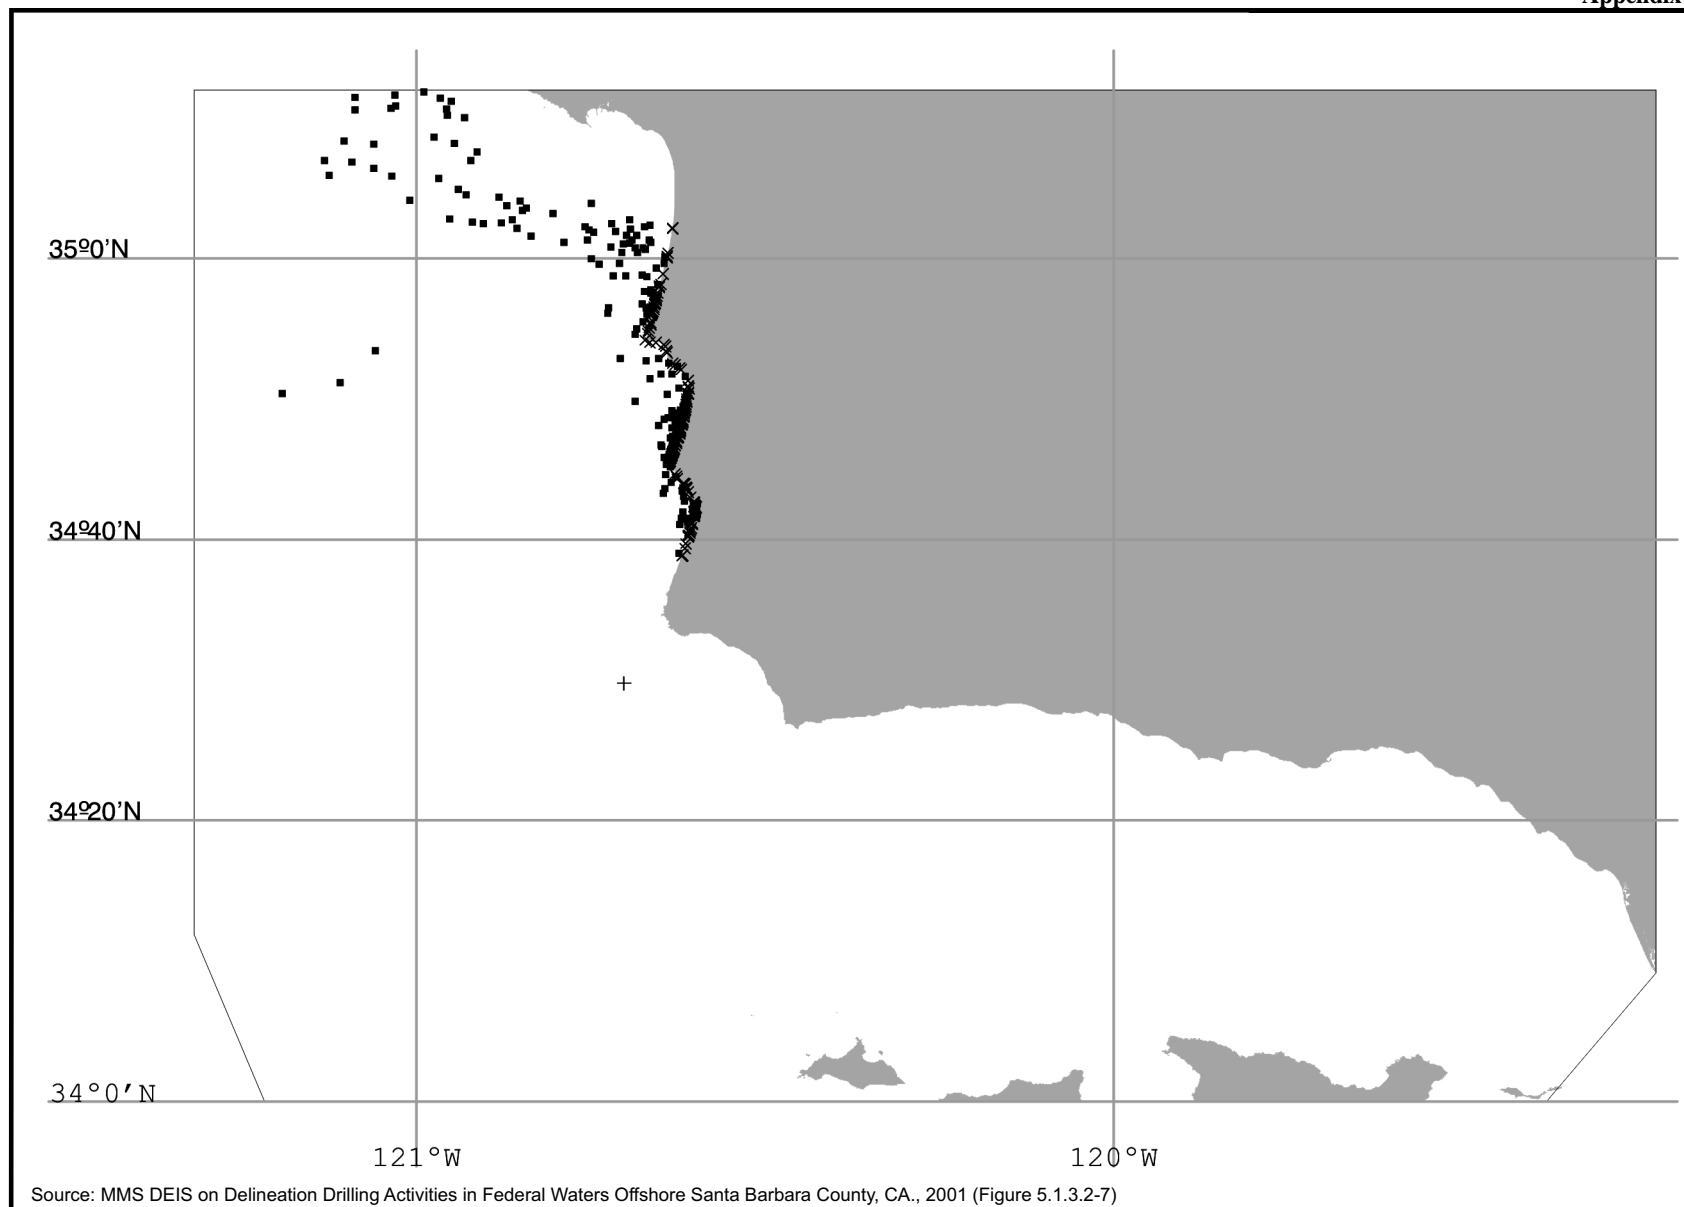 Appendix
35º0'N
34º40'N
34º20'N
34°0'N
121°W
120°W
Source: MMS DEIS on Delineation Drilling Activities in Federal Waters Offshore Santa Barbara County, CA., 2001 (Figure 5.1.3.2-7)